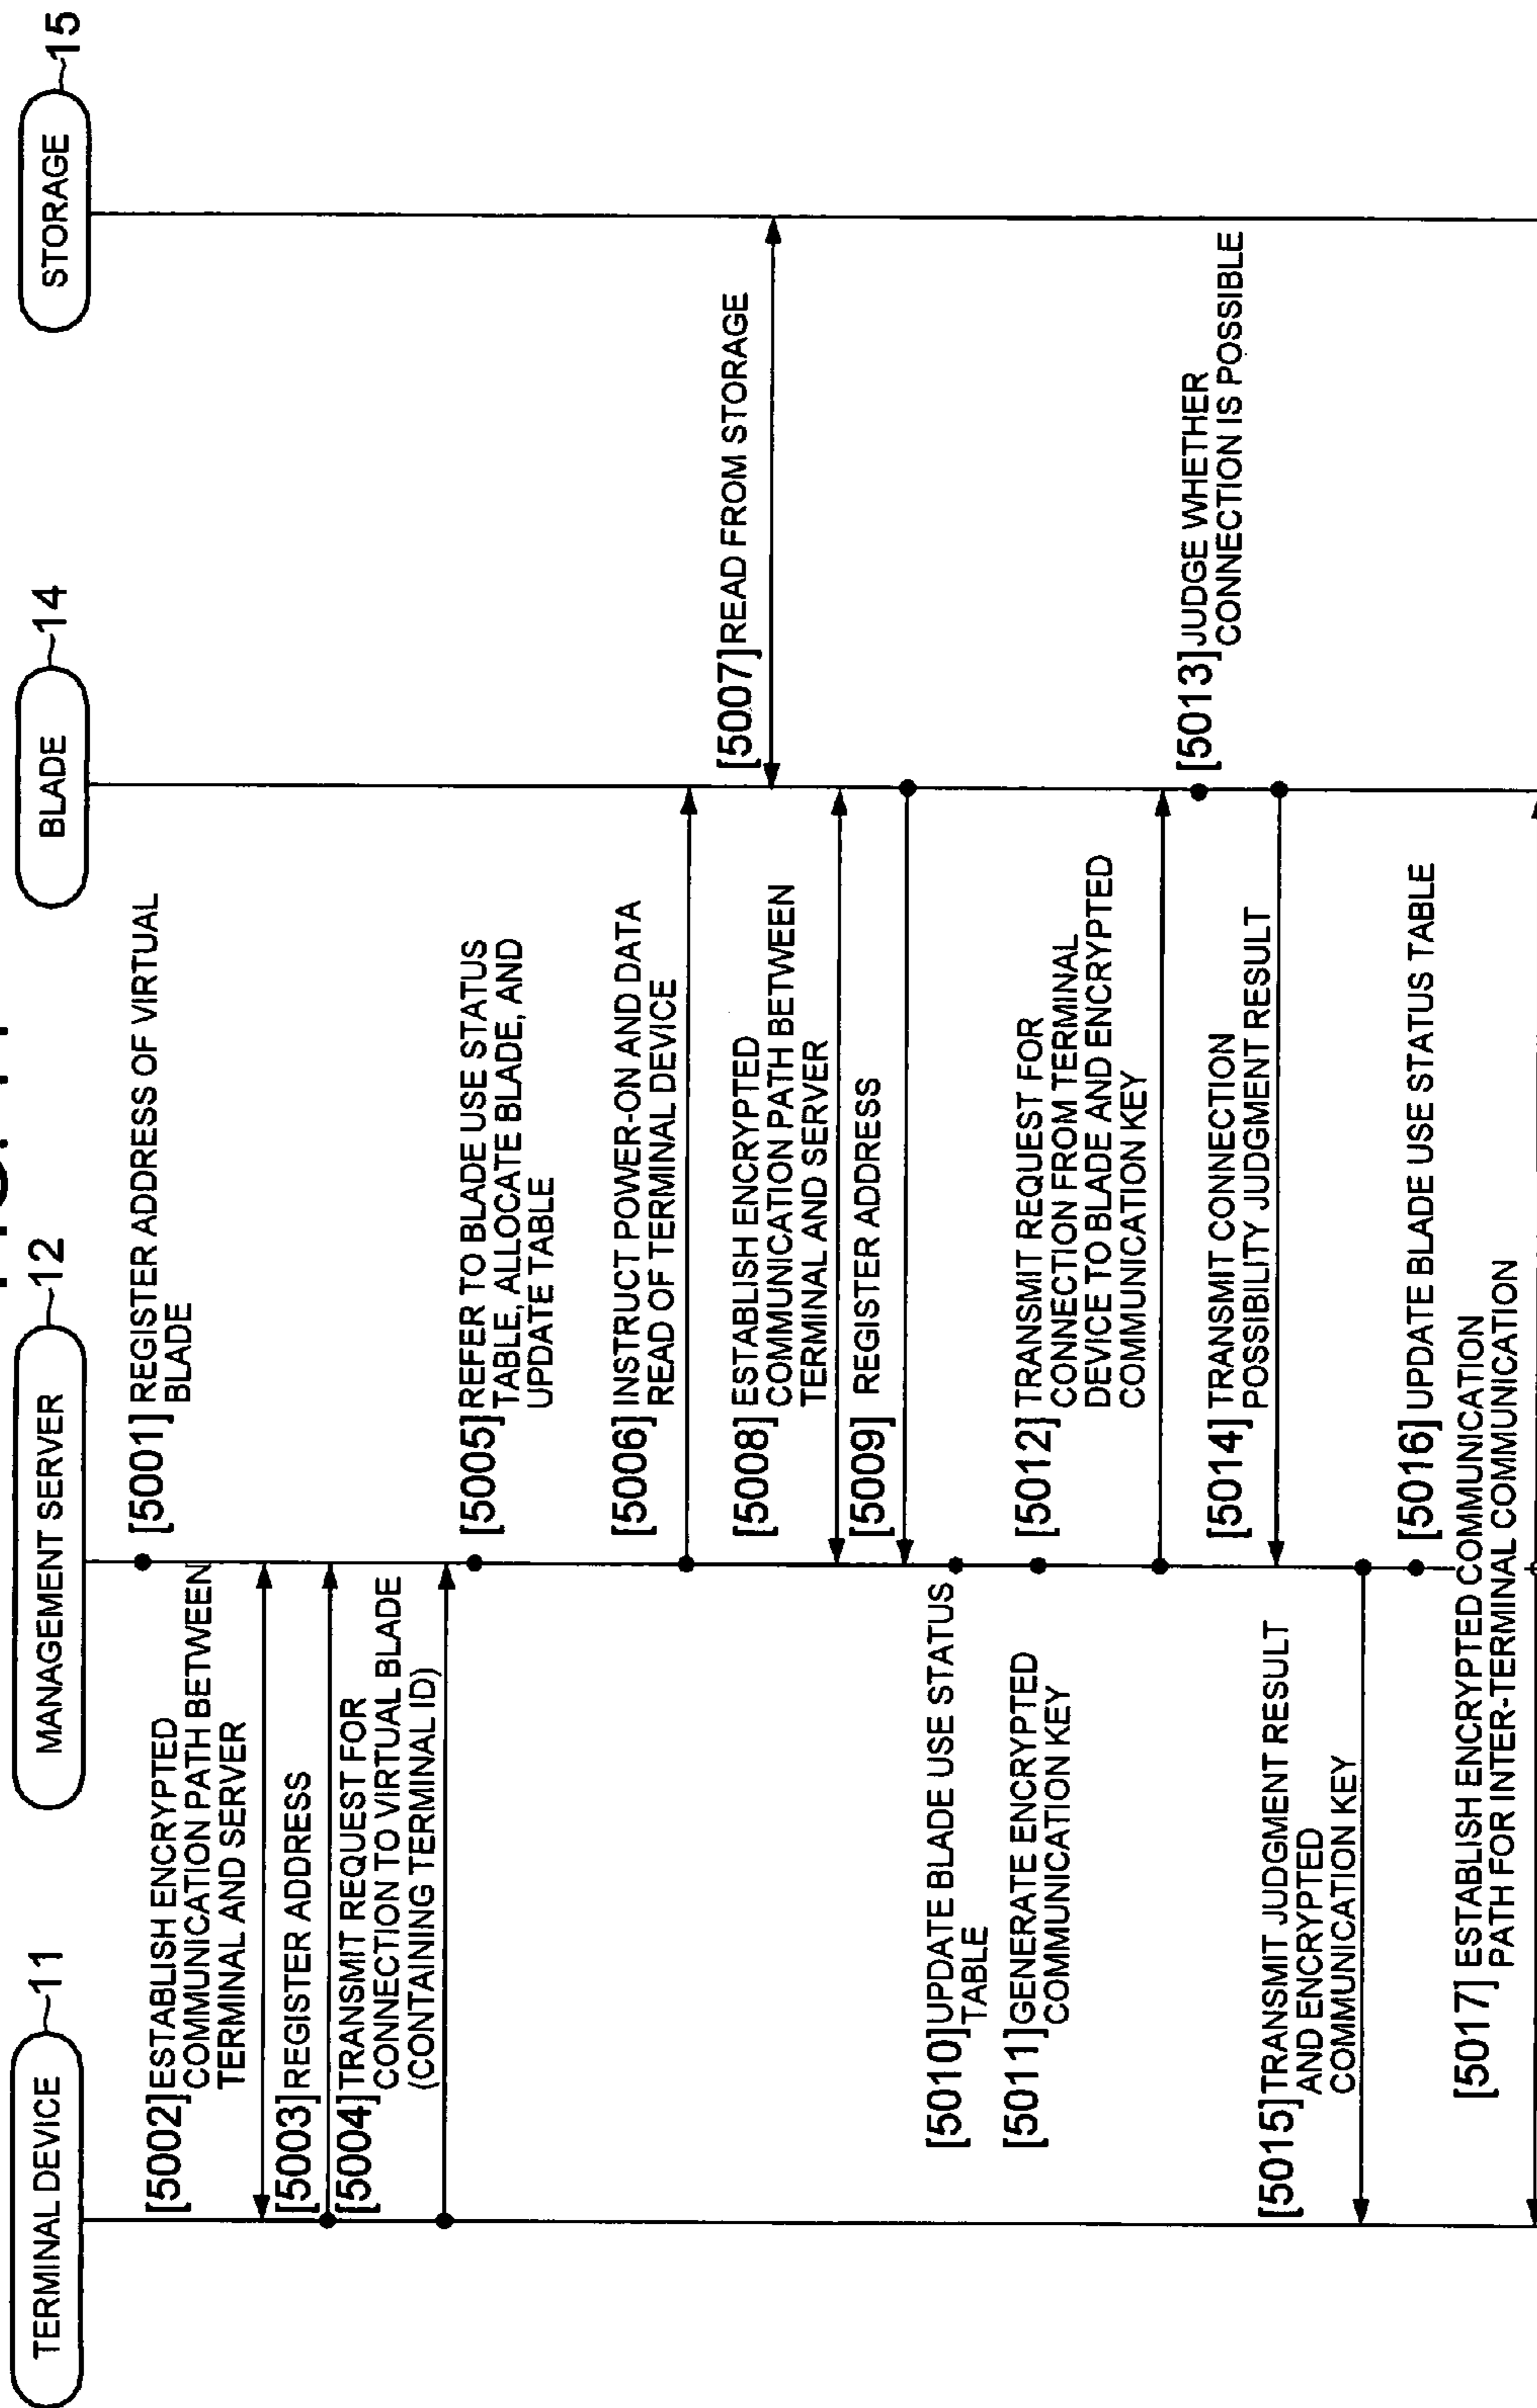 TERMINAL DEVICE
11
MANAGEMENT SERVER
12
BLADE
14
STORAGE
15
[5001] REGISTER ADDRESS OF VIRTUAL
BLADE
[5002] ESTABLISH ENCRYPTED
COMMUNICATION PATH BETWEEN
TERMINAL AND SERVER
[5003] REGISTER ADDRESS
[5004] TRANSMIT REQUEST FOR
CONNECTION TO VIRTUAL BLADE
(CONTAINING TERMINAL ID)
[5005] REFER TO BLADE USE STATUS
TABLE, ALLOCATE BLADE, AND
UPDATE TABLE
[5006] INSTRUCT POWER-ON AND DATA
READ OF TERMINAL DEVICE
[5007] READ FROM STORAGE
[5008] ESTABLISH ENCRYPTED
COMMUNICATION PATH BETWEEN
TERMINAL AND SERVER
[5009] REGISTER ADDRESS
[5010] UPDATE BLADE USE STATUS
TABLE
[5011] GENERATE ENCRYPTED
COMMUNICATION KEY
[5012] TRANSMIT REQUEST FOR
CONNECTION FROM TERMINAL
DEVICE TO BLADE AND ENCRYPTED
COMMUNICATION KEY
[5013] JUDGE WHETHER
CONNECTION IS POSSIBLE
[5014] TRANSMIT CONNECTION
POSSIBILITY JUDGMENT RESULT
[5015] TRANSMIT JUDGMENT RESULT
AND ENCRYPTED
COMMUNICATION KEY
[5016] UPDATE BLADE USE STATUS TABLE
[5017] ESTABLISH ENCRYPTED COMMUNICATION
PATH FOR INTER-TERMINAL COMMUNICATION